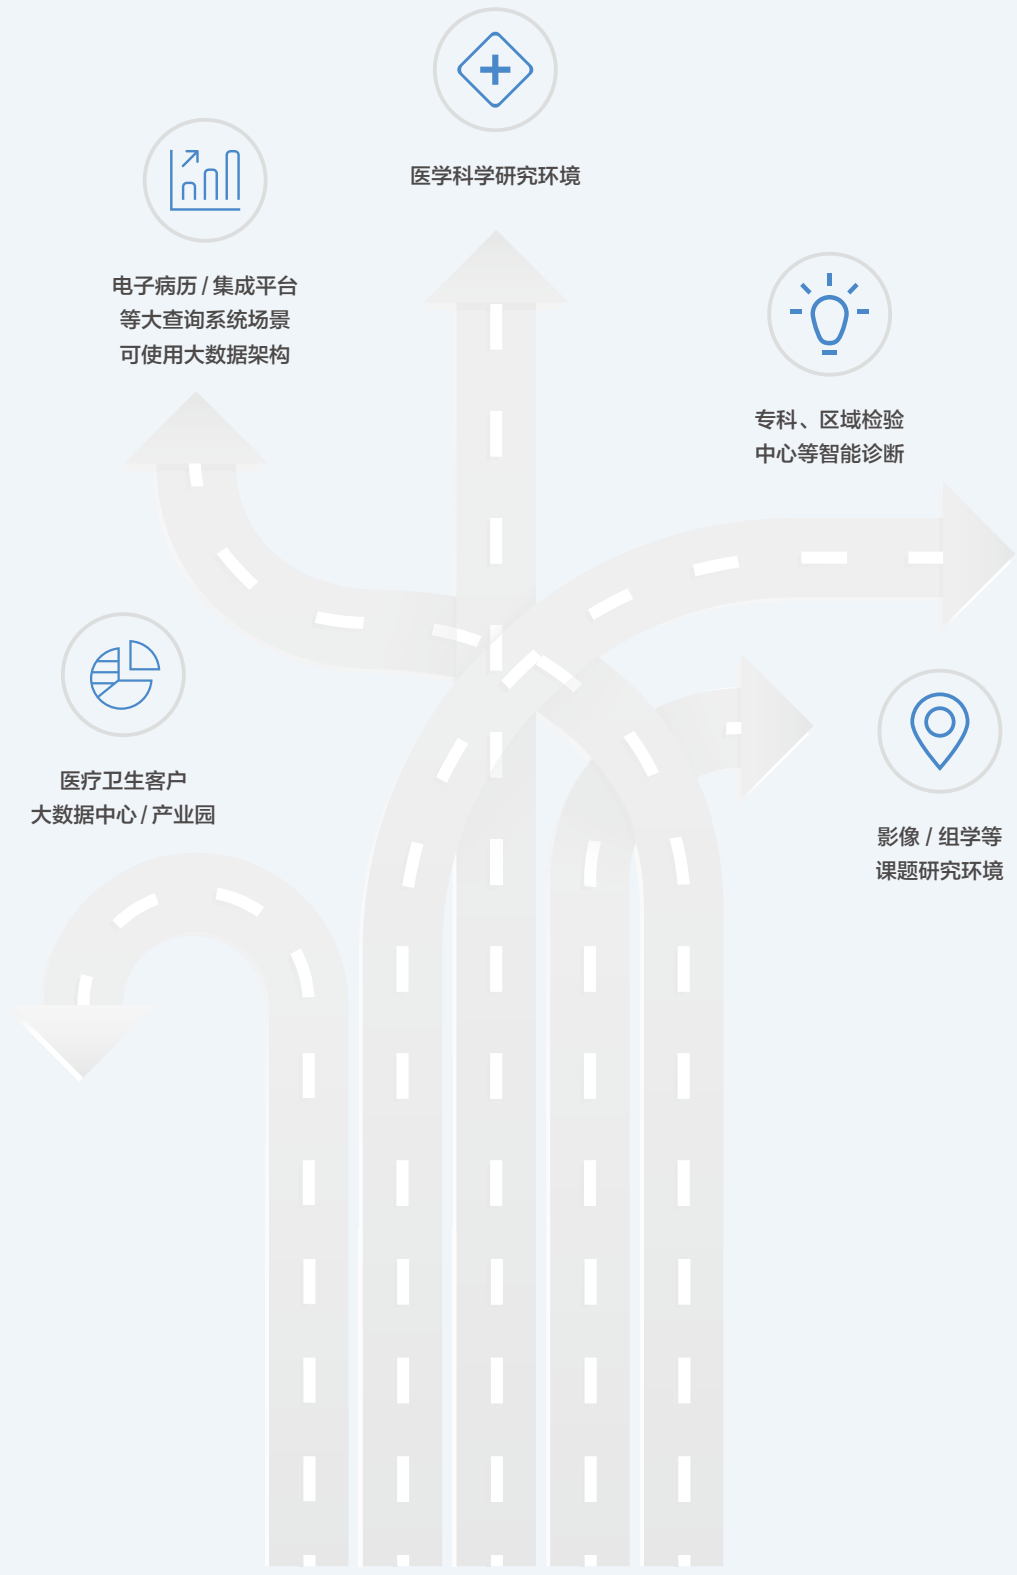 医学科学研究环境
电子病历 / 集成平台
等大查询系统场景
可使用大数据架构
专科、区域检验
中心等智能诊断
医疗卫生客户
大数据中心 / 产业园
影像 / 组学等
课题研究环境